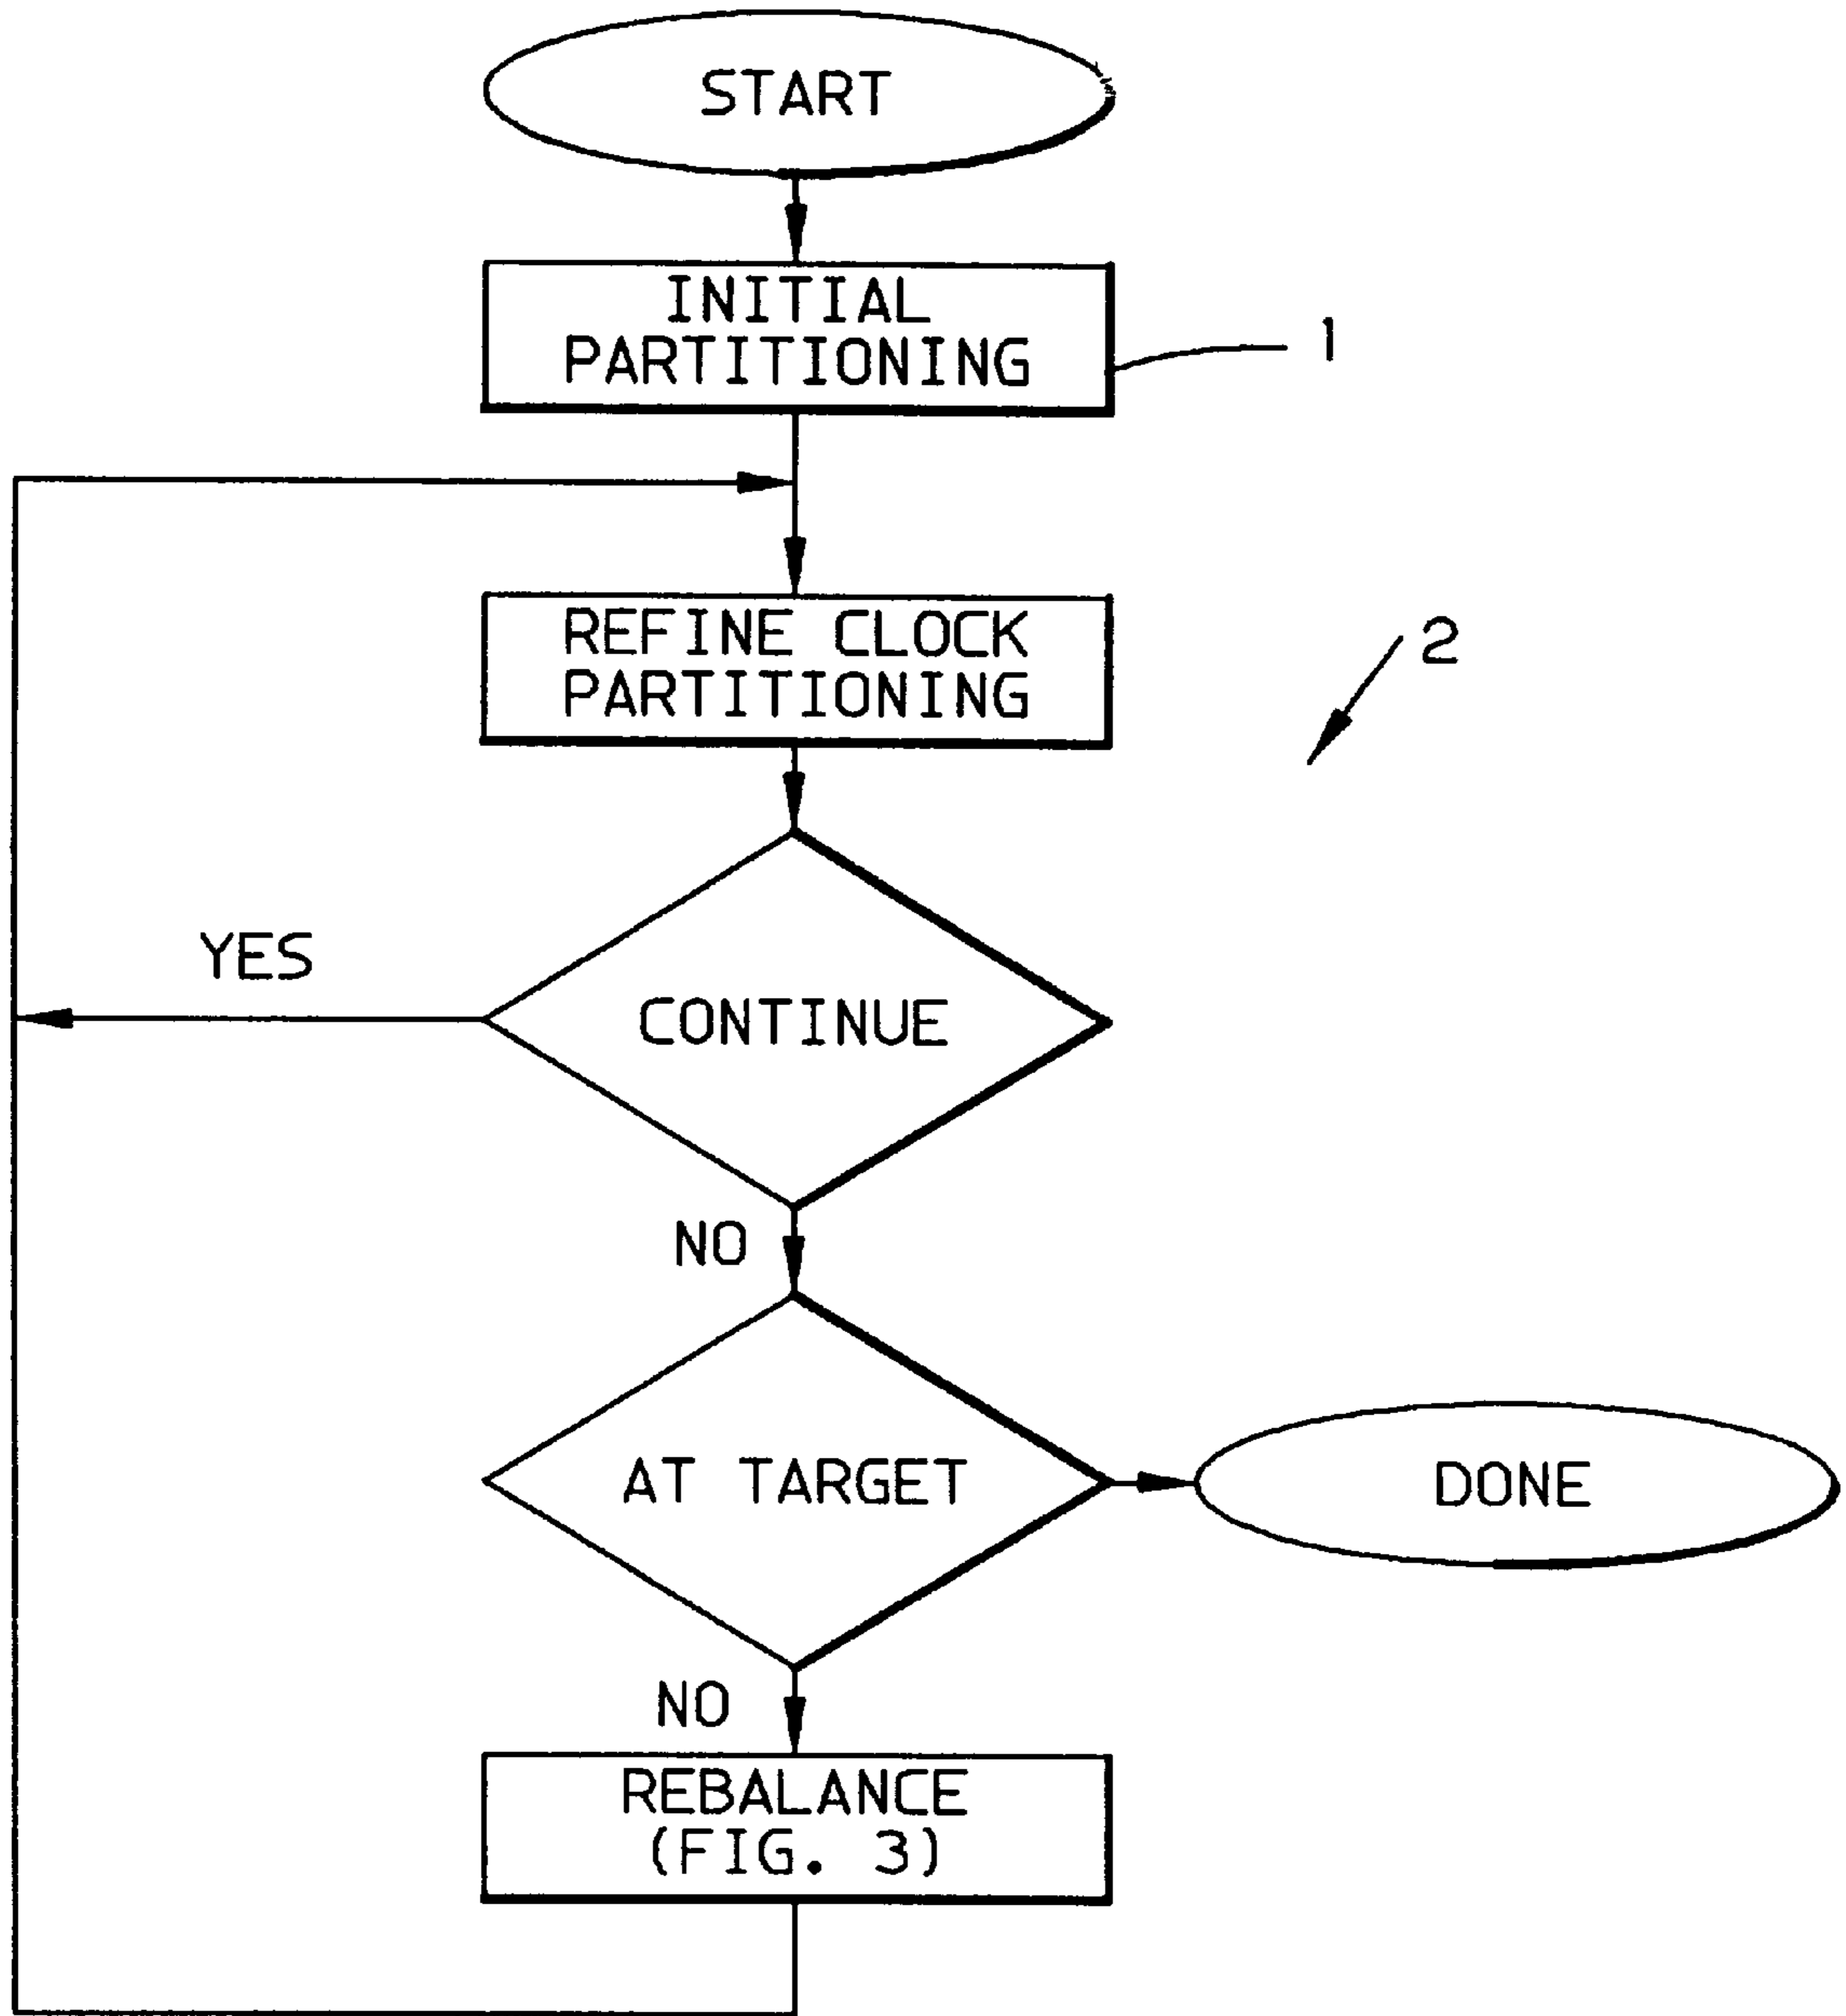 START
INITIAL
PARTITIONING
1
REFINE CLOCK
PARTITIONING
2
YES
CONTINUE
NO
AT TARGET
DONE
NO
REBALANCE
(FIG. 3)